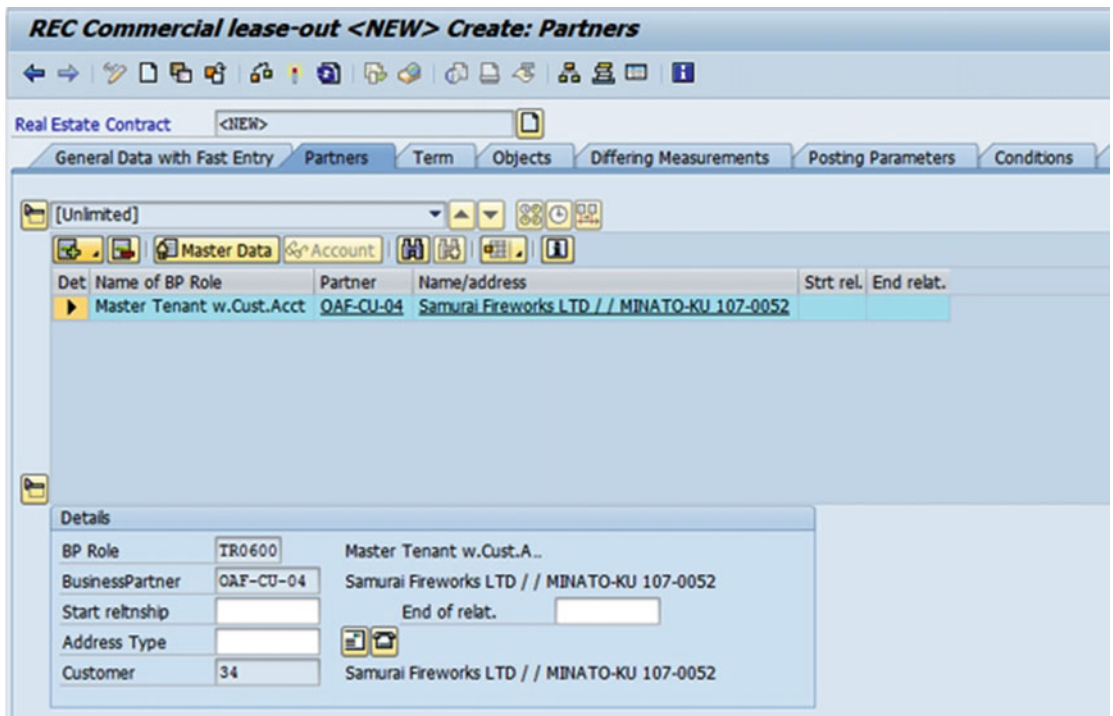 REC Commercial lease-out <NEW> Create: Partners
Real Estate Contract <NEW>
General Data with Fast Entry Partners Term Objects Differing Measurements Posting Parameters Conditions
[Unlimited]
Master Data Account
Det Name of BP Role Partner Name/address Strt rel. End relat.
Master Tenant w.Cust.Acct OAF-CU-04 Samurai Fireworks LTD / / MINATO-KU 107-0052
Details
BP Role TR0600 Master Tenant w.Cust.A..
BusinessPartner OAF-CU-04 Samurai Fireworks LTD / / MINATO-KU 107-0052
Start reltnship End of relat.
Address Type
Customer 34 Samurai Fireworks LTD / / MINATO-KU 107-0052